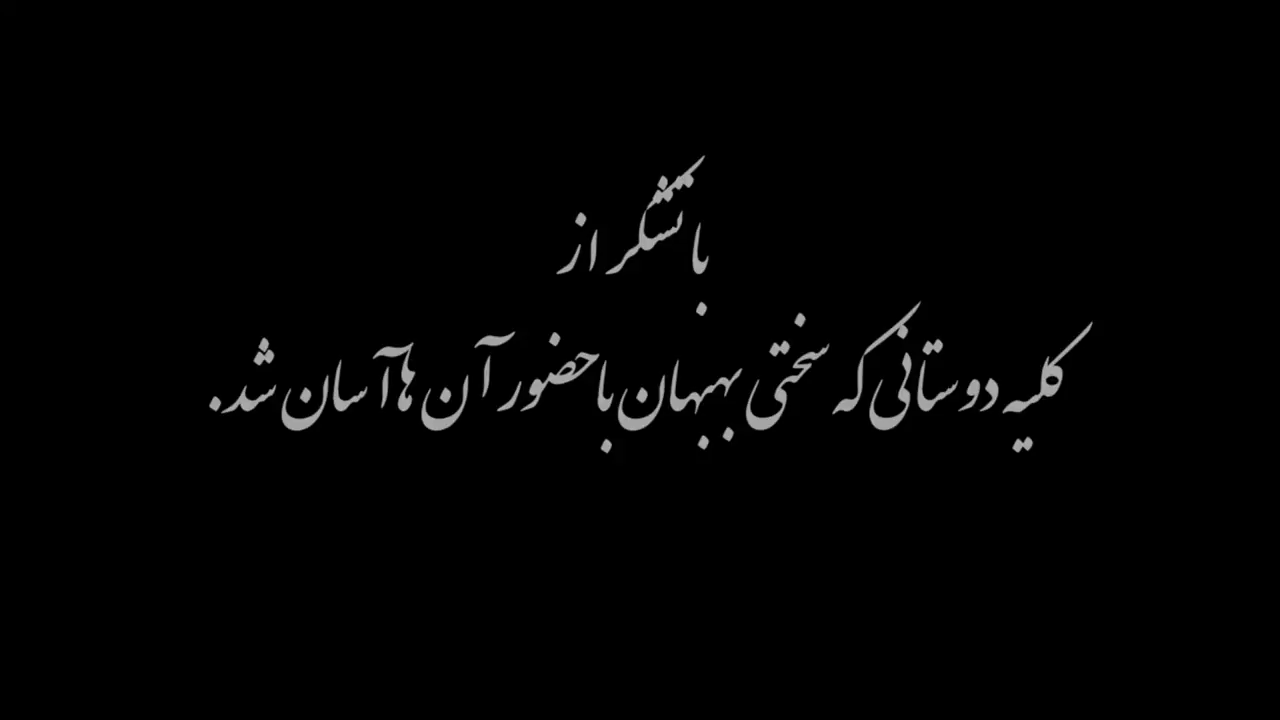 با تشکر از
کلیه دوستانی که سختی بهبهان با حضور آن ها آسان شد.